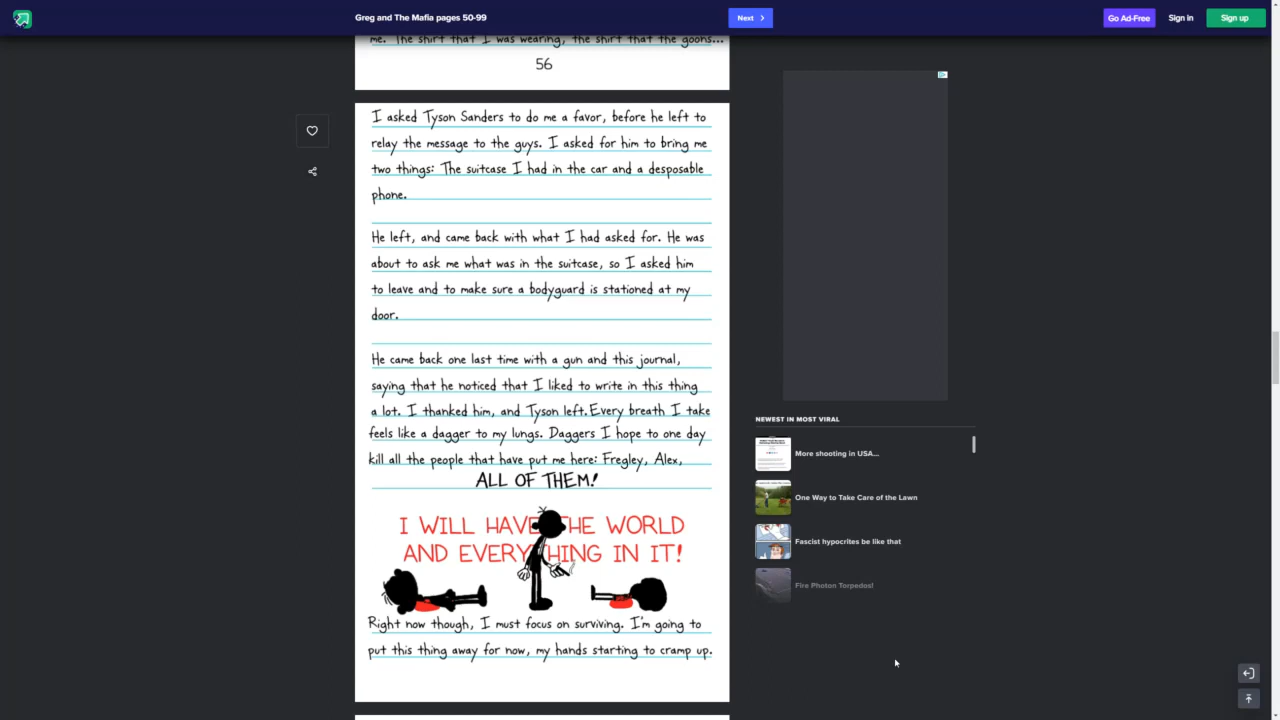 Greg and The Mafia pages 50-99
Next
Go Ad-Free
Sign in
Sign up
me. The shirt that I was wearing, the shirt that the goons...
56
I asked Tyson Sanders to do me a favor, before he left to
relay the message to the guys. I asked for him to bring me
two things: The suitcase I had in the car and a desposable
phone.
He left, and came back with what I had asked for. He was
about to ask me what was in the suitcase, so I asked him
to leave and to make sure a bodyguard is stationed at my
door.
He came back one last time with a gun and this journal,
saying that he noticed that I liked to write in this thing
a lot. I thanked him, and Tyson left. Every breath I take
feels like a dagger to my lungs. Daggers I hope to one day
kill all the people that have put me here: Fregley, Alex,
ALL OF THEM!
I WILL HAVE THE WORLD
AND EVERYTHING IN IT!
Right now though, I must focus on surviving. I'm going to
put this thing away for now, my hands starting to cramp up.
NEWEST IN MOST VIRAL
More shooting in USA...
One Way to Take Care of the Lawn
Fascist hypocrites be like that
Fire Photon Torpedos!